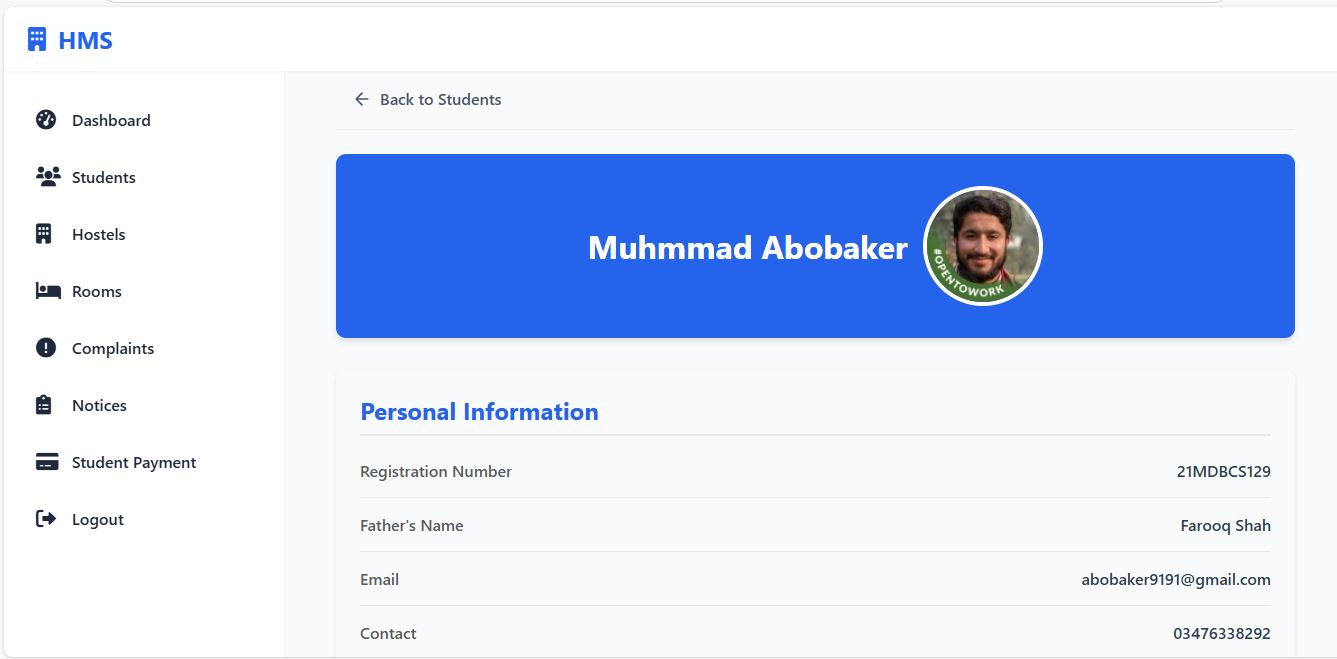 HMS
Back to Students
Dashboard
Students
Hostels
Rooms
Complaints
Notices
Student Payment
Logout
Muhmmad Abobaker
#OPENTOWORK
Personal Information
Registration Number 21MDBCS129
Father's Name Farooq Shah
Email abobaker9191@gmail.com
Contact 03476338292